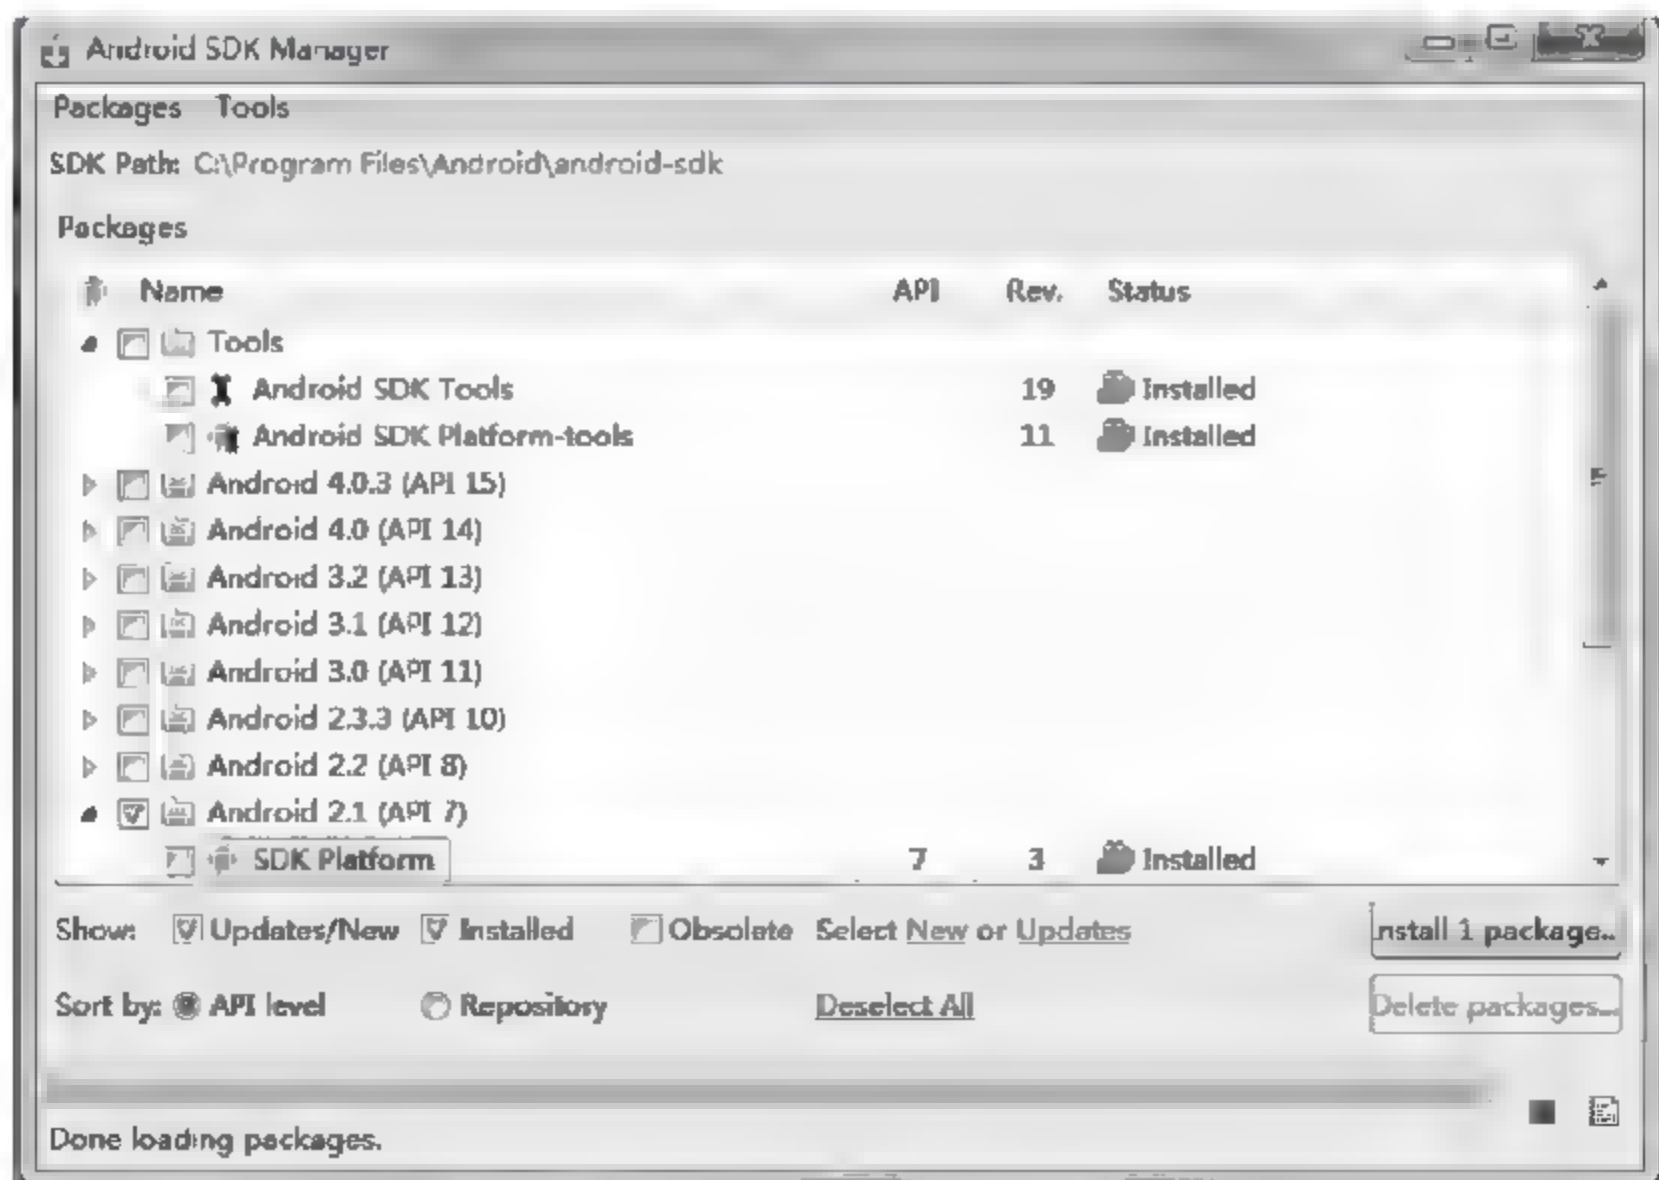 Android SDK Manager
Packages Tools
SDK Path: C:\Program Files\Android\android-sdk
Packages
Name API Rev. Status
Tools
Android SDK Tools 19 Installed
Android SDK Platform-tools 11 Installed
Android 4.0.3 (API 15)
Android 4.0 (API 14)
Android 3.2 (API 13)
Android 3.1 (API 12)
Android 3.0 (API 11)
Android 2.3.3 (API 10)
Android 2.2 (API 8)
Android 2.1 (API 7)
SDK Platform 7 3 Installed
Show: Updates/New Installed Obsolete Select New or Updates Install 1 package...
Sort by: API level Repository Deselect All Delete packages...
Done loading packages.